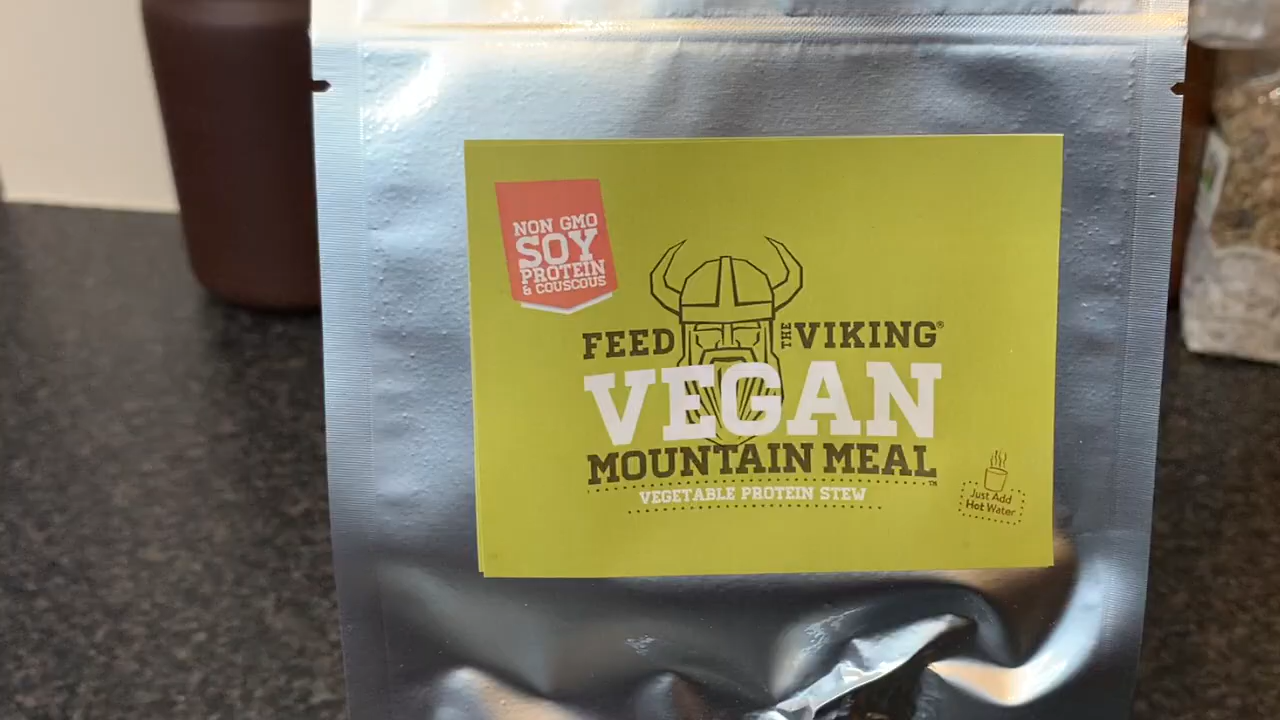 NON GMO
SOY
PROTEIN
& COUSCOUS
FEED THE VIKING®
VEGAN
MOUNTAIN MEAL™
VEGETABLE PROTEIN STEW
Just Add
Hot Water